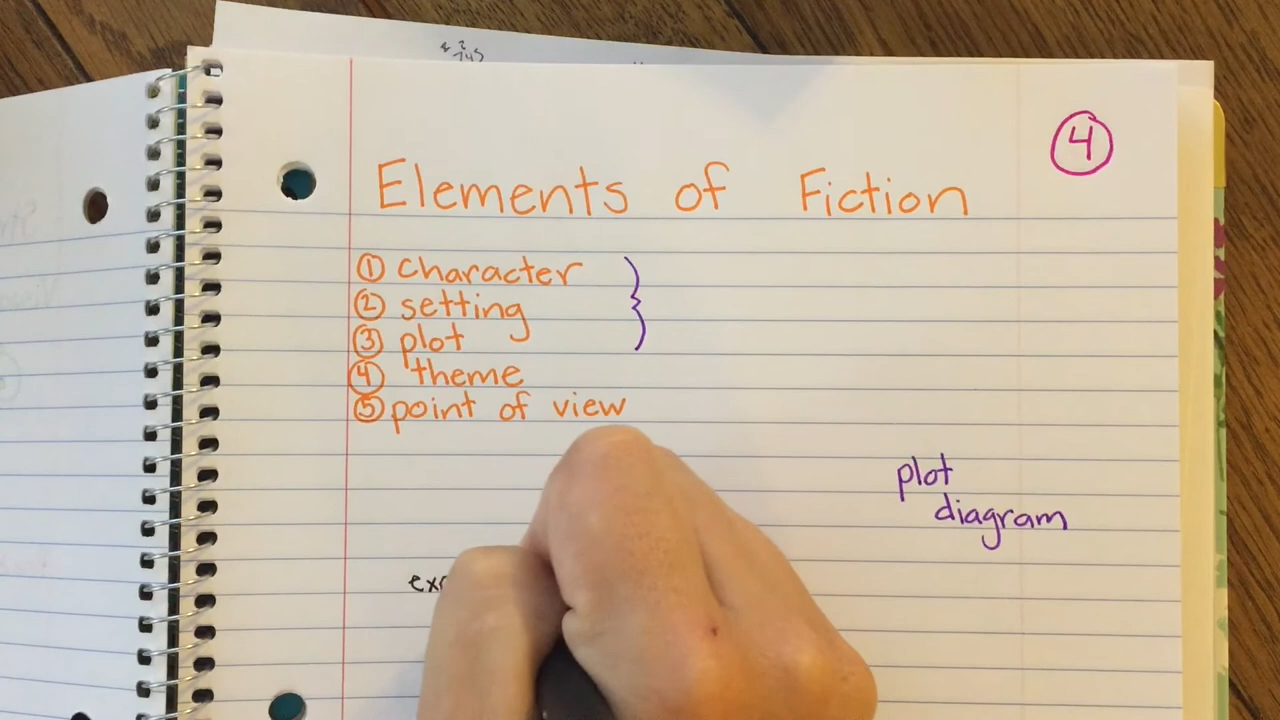 4
Elements of Fiction
① character
② setting
③ plot
④ theme
⑤ point of view
plot
diagram